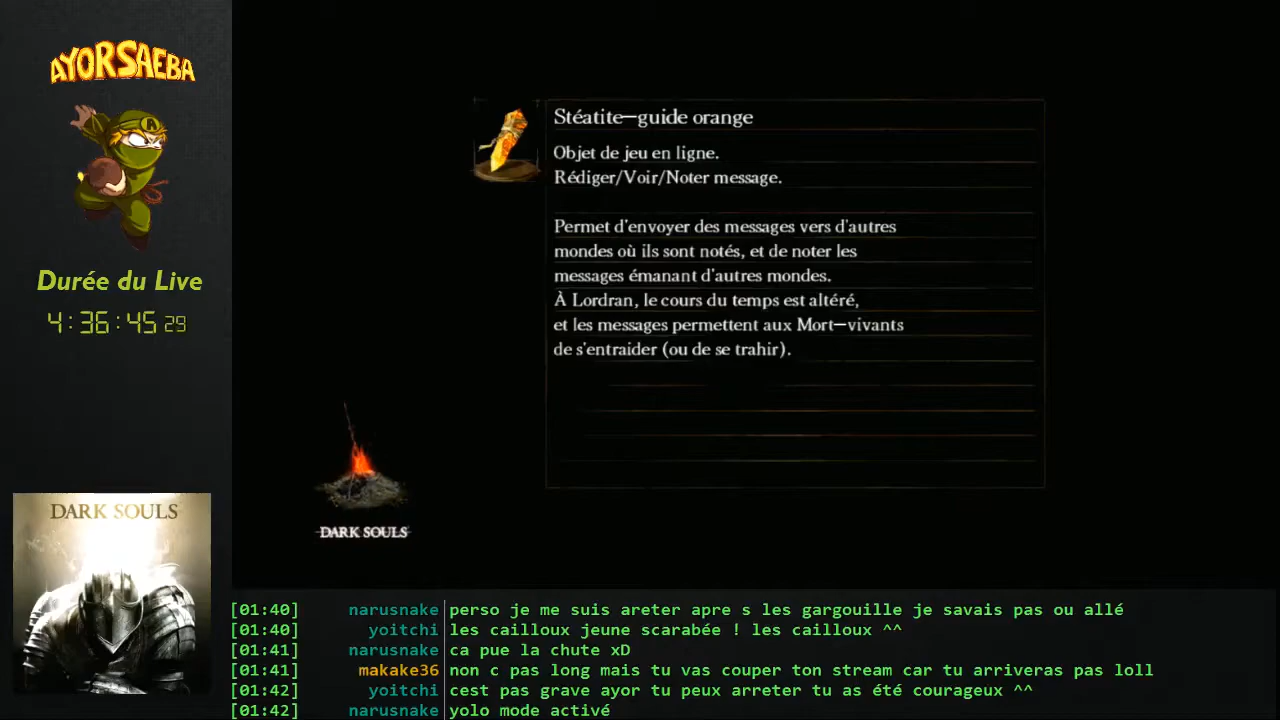 AYORSAEBA
A
Durée du Live
4:36:45 29
DARK SOULS
Stéatite-guide orange
Objet de jeu en ligne.
Rédiger/Voir/Noter message.
Permet d'envoyer des messages vers d'autres
mondes où ils sont notés, et de noter les
messages émanant d'autres mondes.
À Lordran, le cours du temps est altéré,
et les messages permettent aux Mort-vivants
de s'entraider (ou de se trahir).
DARK SOULS
[01:40] narusnake perso je me suis areter apre s les gargouille je savais pas ou allé
[01:40] yoitchi les cailloux jeune scarabée ! les cailloux ^^
[01:41] narusnake ca pue la chute xD
[01:41] makake36 non c pas long mais tu vas couper ton stream car tu arriveras pas loll
[01:42] yoitchi cest pas grave ayor tu peux arreter tu as été courageux ^^
[01:42] narusnake yolo mode activé